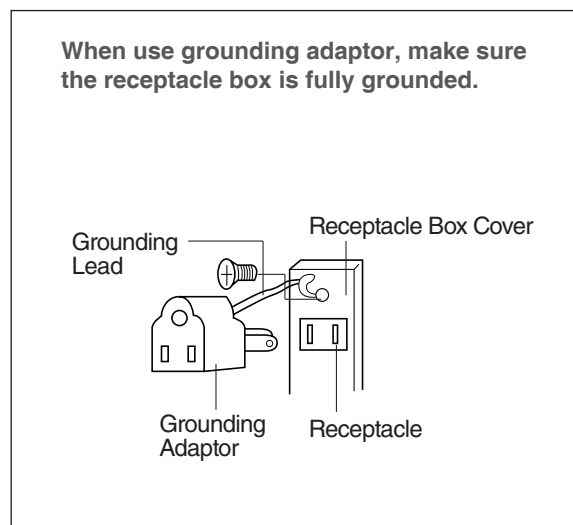 When use grounding adaptor, make sure
the receptacle box is fully grounded.
Receptacle Box Cover
Grounding
Lead
Grounding
Adaptor
Receptacle